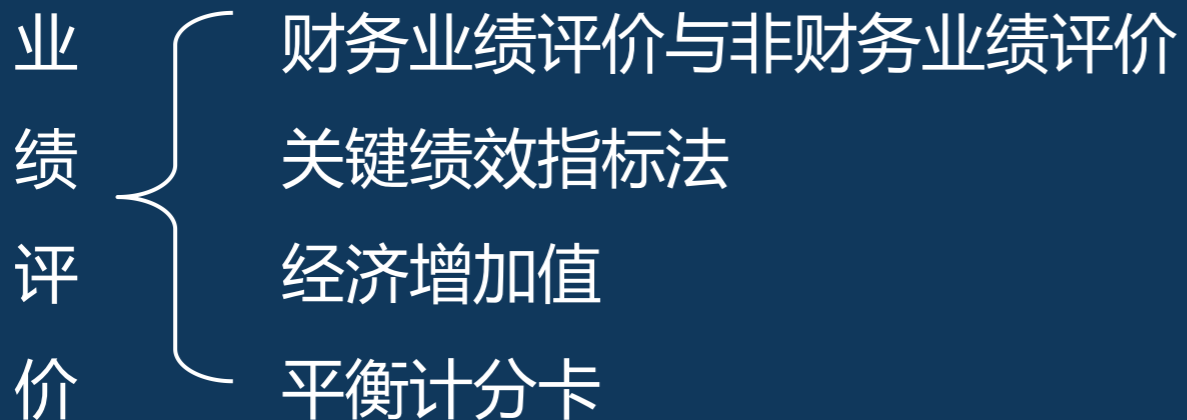 业绩评价
财务业绩评价与非财务业绩评价
关键绩效指标法
经济增加值
平衡计分卡